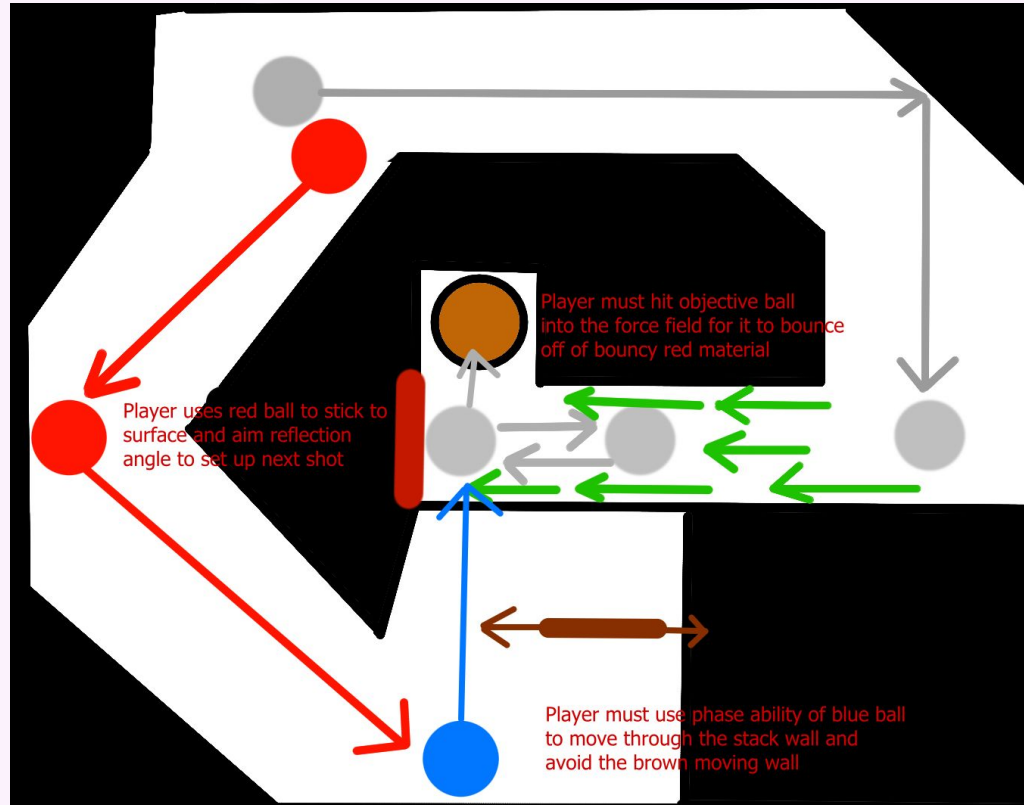 Player must hit objective ball
into the force field for it to bounce
off of bouncy red material
Player uses red ball to stick to
surface and aim reflection
angle to set up next shot
Player must use phase ability of blue ball
to move through the stack wall and
avoid the brown moving wall